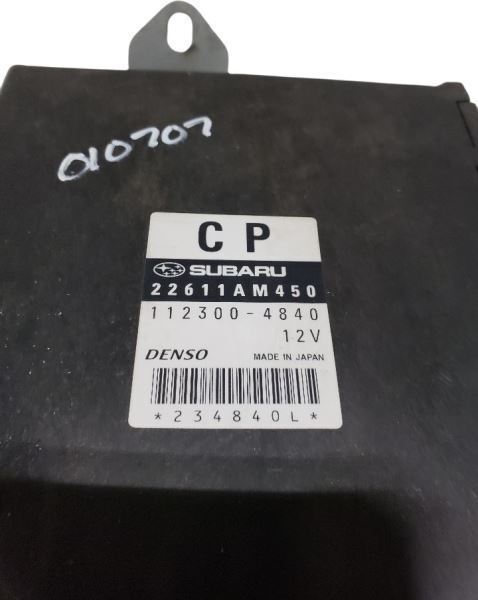 010707
C P
SUBARU
22611AM450
112300-4840
12V
DENSO MADE IN JAPAN
*234840L*